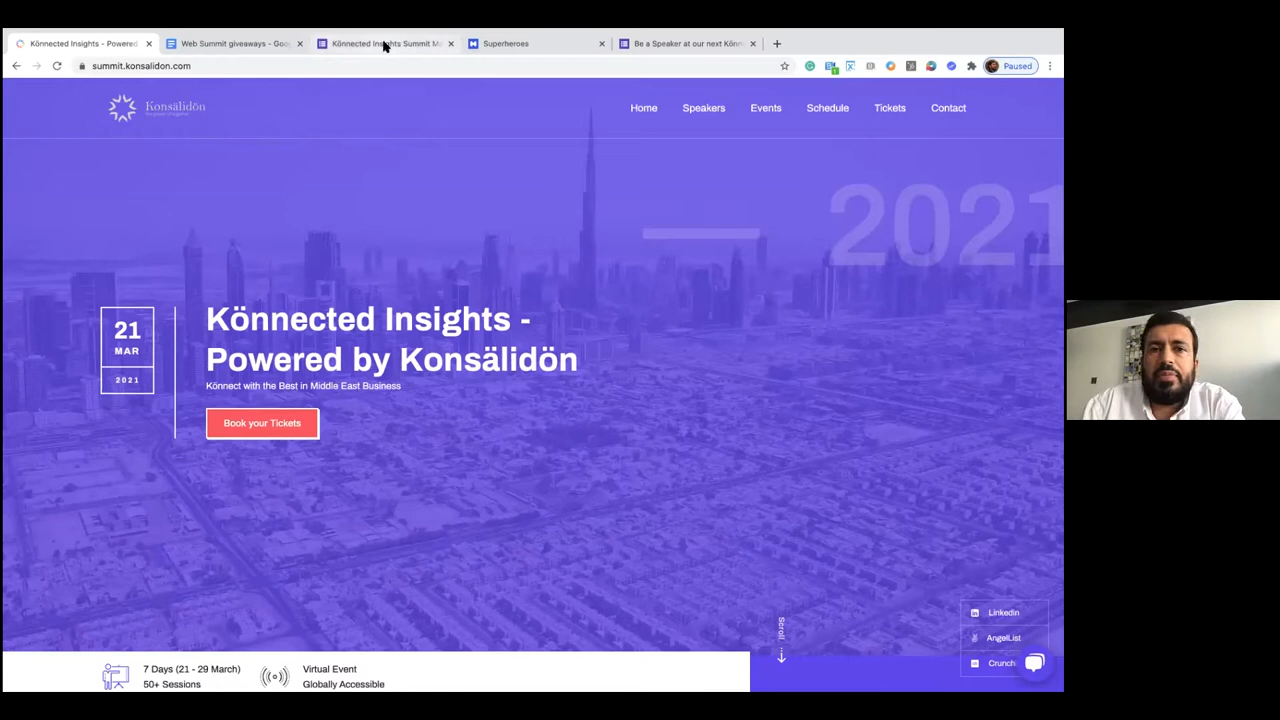 Könnected Insights - Powered
Web Summit giveaways - Goo
Könnected Insights Summit M
Superheroes
Be a Speaker at our next Könn
summit.konsalidon.com
Paused
Konsälidön
Home
Speakers
Events
Schedule
Tickets
Contact
2021
21
MAR
2021
Könnected Insights -
Powered by Konsälidön
Könnect with the Best in Middle East Business
Book your Tickets
Scroll
Linkedin
AngelList
Crunch
7 Days (21 - 29 March)
50+ Sessions
Virtual Event
Globally Accessible